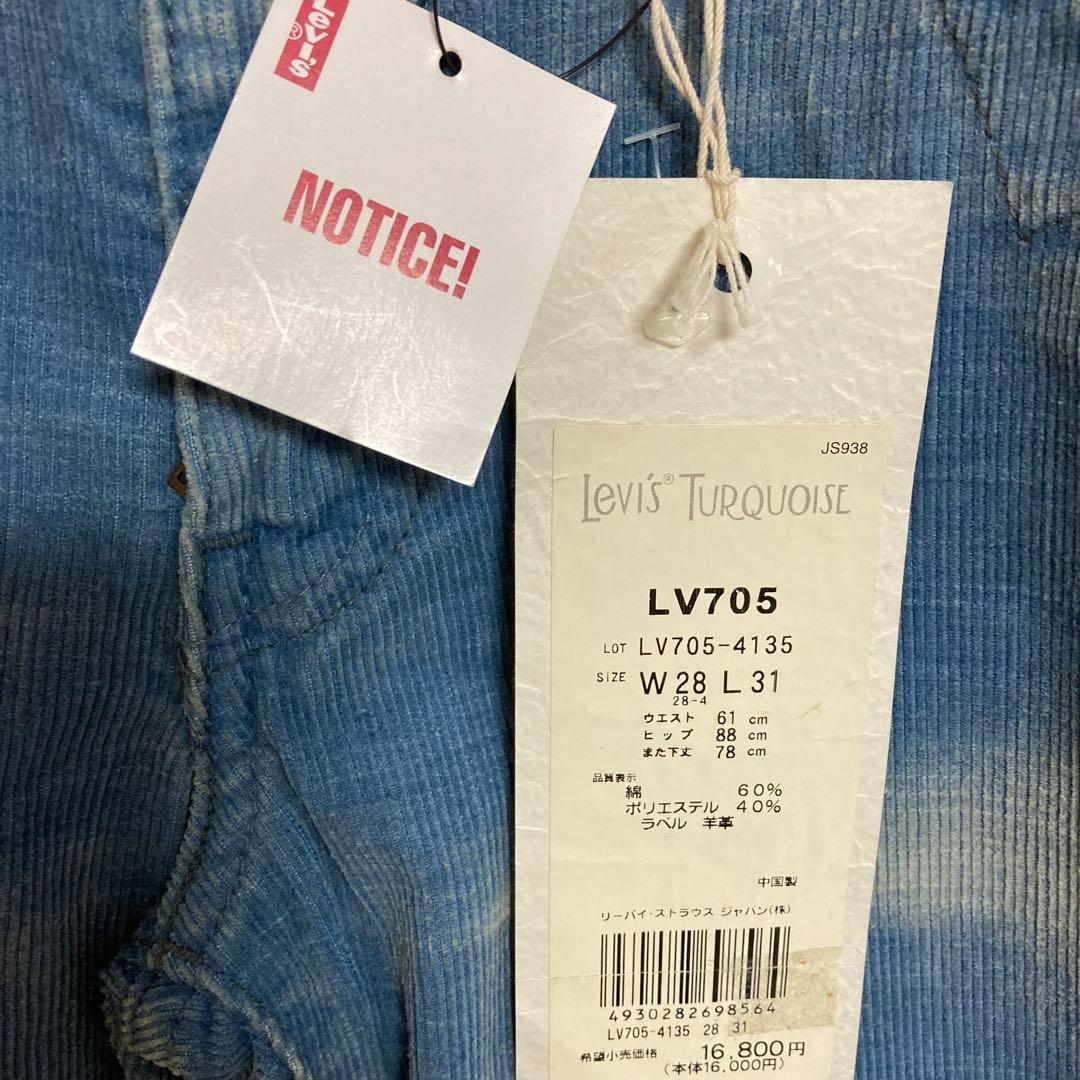 Levi's®
NOTICE!
JS938
Levi's® TURQUOISE
LV705
LOT LV705-4135
SIZE W28 L31
28-4
ウエスト 61 cm
ヒップ 88 cm
また下丈 78 cm
品質表示
綿 60%
ポリエステル 40%
ラベル 羊革
中国製
リーバイ・ストラウス ジャパン(株)
4930282698564
LV705-4135 28 31
希望小売価格 16,800円
(本体16,000円)